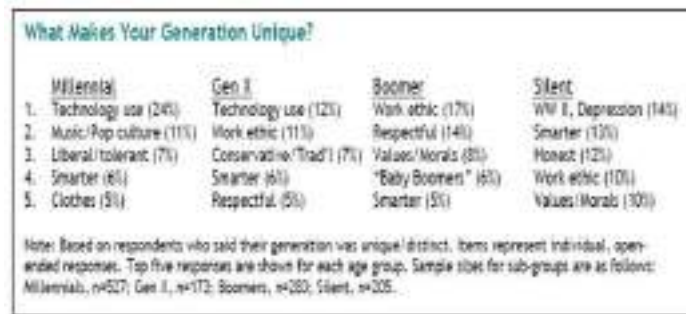 What Makes Your Generation Unique?
Millennial Gen X Boomer Silent
1. Technology use (24%) Technology use (12%) Work ethic (17%) WW II, Depression (14%)
2. Music/Pop culture (11%) Work ethic (11%) Respectful (14%) Smarter (13%)
3. Liberal/tolerant (7%) Conservative/Trad'l (7%) Values/Morals (8%) Honest (12%)
4. Smarter (6%) Smarter (6%) "Baby Boomers" (6%) Work ethic (10%)
5. Clothes (5%) Respectful (5%) Smarter (5%) Values/Morals (10%)
Note: Based on respondents who said their generation was unique/distinct. Items represent individual, open-
ended responses. Top five responses are shown for each age group. Sample sizes for sub-groups are as follows:
Millennials, n=527; Gen X, n=173; Boomers, n=283; Silent, n=205.